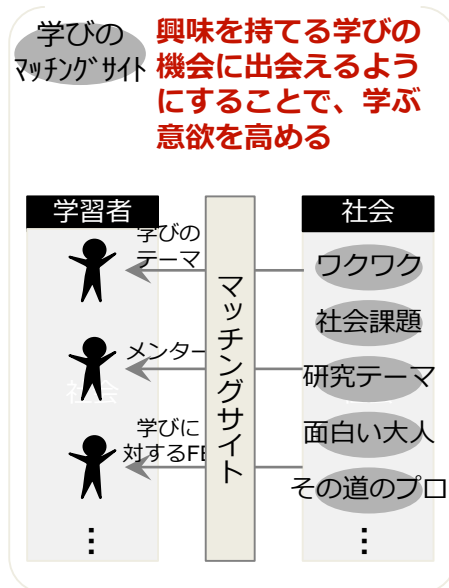 学びの
マッチングサイト
興味を持てる学びの
機会に出会えるよう
にすることで、学ぶ
意欲を高める
学習者
社会
学びの
テーマ
メンター
社会
学びに
対するFE
マッチングサイト
ワクワク
社会課題
研究テーマ
面白い大人
その道のプロ
…
…